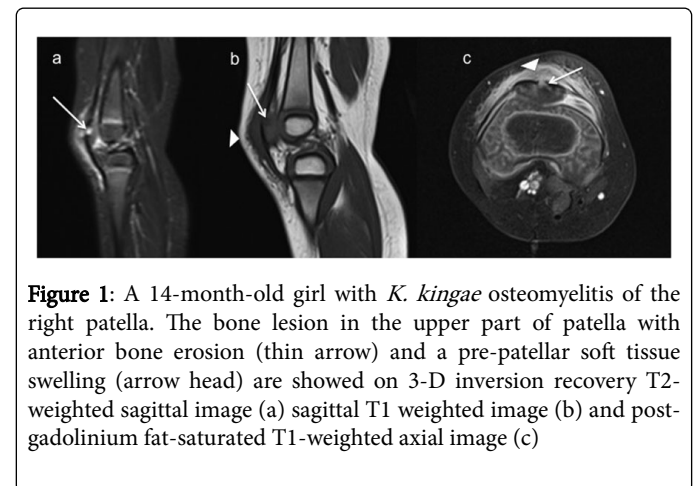 a b c
Figure 1: A 14-month-old girl with K. kingae osteomyelitis of the
right patella. The bone lesion in the upper part of patella with
anterior bone erosion (thin arrow) and a pre-patellar soft tissue
swelling (arrow head) are showed on 3-D inversion recovery T2-
weighted sagittal image (a) sagittal T1 weighted image (b) and post-
gadolinium fat-saturated T1-weighted axial image (c)